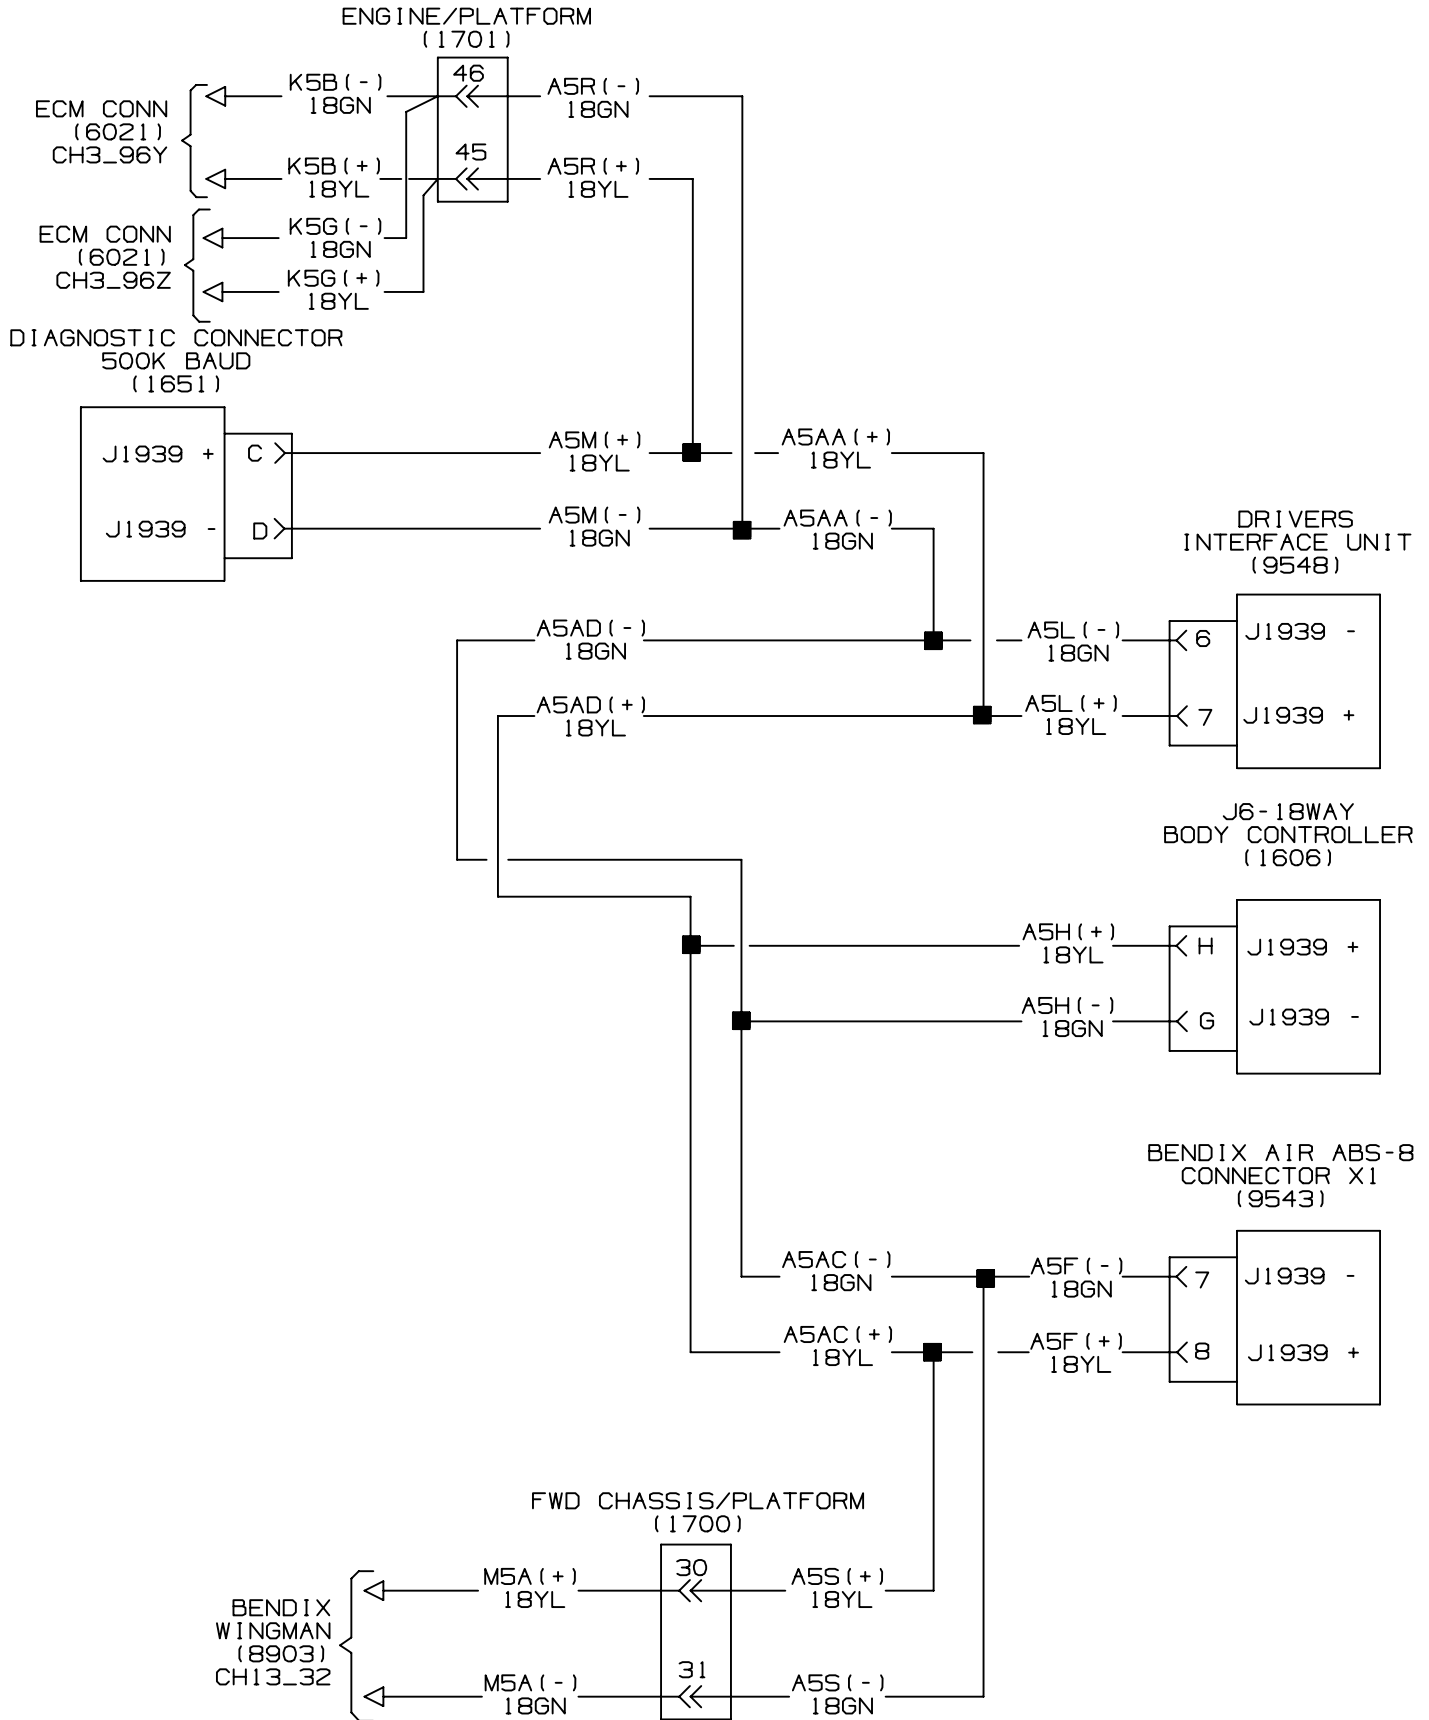 ENGINE/PLATFORM
(1701)
46
K5B(-)
18GN
A5R(-)
18GN
ECM CONN
(6021)
CH3_96Y
45
K5B(+)
18YL
A5R(+)
18YL
K5G(-)
18GN
ECM CONN
(6021)
CH3_96Z
K5G(+)
18YL
DIAGNOSTIC CONNECTOR
500K BAUD
(1651)
J1939 +
C
A5M(+)
18YL
A5AA(+)
18YL
J1939 -
D
A5M(-)
18GN
A5AA(-)
18GN
DRIVERS
INTERFACE UNIT
(9548)
A5AD(-)
18GN
A5L(-)
18GN
6
J1939 -
A5AD(+)
18YL
A5L(+)
18YL
7
J1939 +
J6-18WAY
BODY CONTROLLER
(1606)
A5H(+)
18YL
H
J1939 +
A5H(-)
18GN
G
J1939 -
BENDIX AIR ABS-8
CONNECTOR X1
(9543)
A5AC(-)
18GN
A5F(-)
18GN
7
J1939 -
A5AC(+)
18YL
A5F(+)
18YL
8
J1939 +
FWD CHASSIS/PLATFORM
(1700)
30
M5A(+)
18YL
A5S(+)
18YL
BENDIX
WINGMAN
(8903)
CH13_32
31
M5A(-)
18GN
A5S(-)
18GN